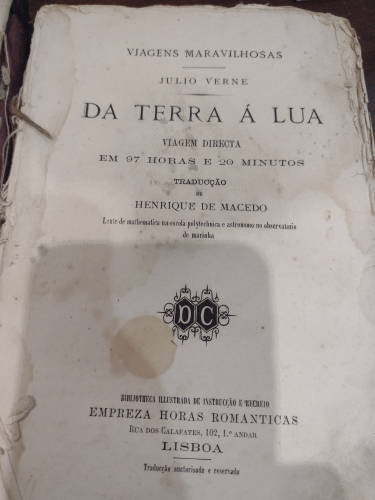 VIAGENS MARAVILHOSAS
JULIO VERNE
DA TERRA Á LUA
VIAGEM DIRECTA
EM 97 HORAS E 20 MINUTOS
TRADUCÇÃO
DE
HENRIQUE DE MACEDO
Lente de mathematica na escola polytechnica e astronomo no observatorio
de marinha
DC
BIBLIOTHECA ILLUSTRADA DE INSTRUCÇÃO E RECREIO
EMPREZA HORAS ROMANTICAS
RUA DOS CALAFATES, 102, 1.º ANDAR
LISBOA
Traducção auctorisada e reservada